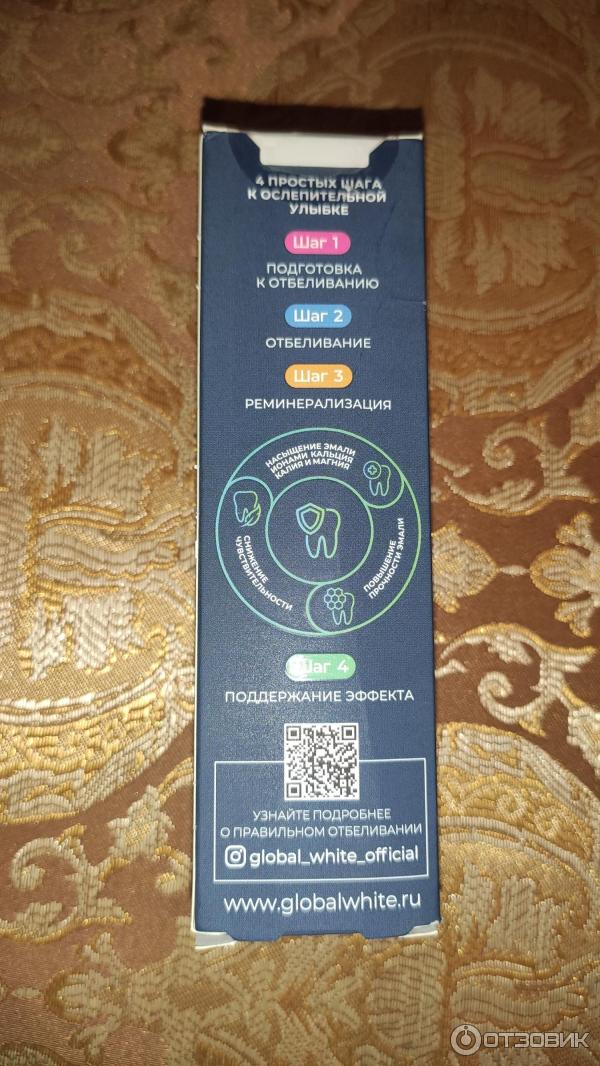 4 ПРОСТЫХ ШАГА
К ОСЛЕПИТЕЛЬНОЙ
УЛЫБКЕ
Шаг 1
ПОДГОТОВКА
К ОТБЕЛИВАНИЮ
Шаг 2
ОТБЕЛИВАНИЕ
Шаг 3
РЕМИНЕРАЛИЗАЦИЯ
НАСЫЩЕНИЕ ЭМАЛИ
ИОНАМИ КАЛЬЦИЯ
КАЛИЯ И МАГНИЯ
СНИЖЕНИЕ
ЧУВСТВИТЕЛЬНОСТИ
ПОВЫШЕНИЕ
ПРОЧНОСТИ ЭМАЛИ
Шаг 4
ПОДДЕРЖАНИЕ ЭФФЕКТА
УЗНАЙТЕ ПОДРОБНЕЕ
О ПРАВИЛЬНОМ ОТБЕЛИВАНИИ
global_white_official
www.globalwhite.ru
ОТЗОВИК